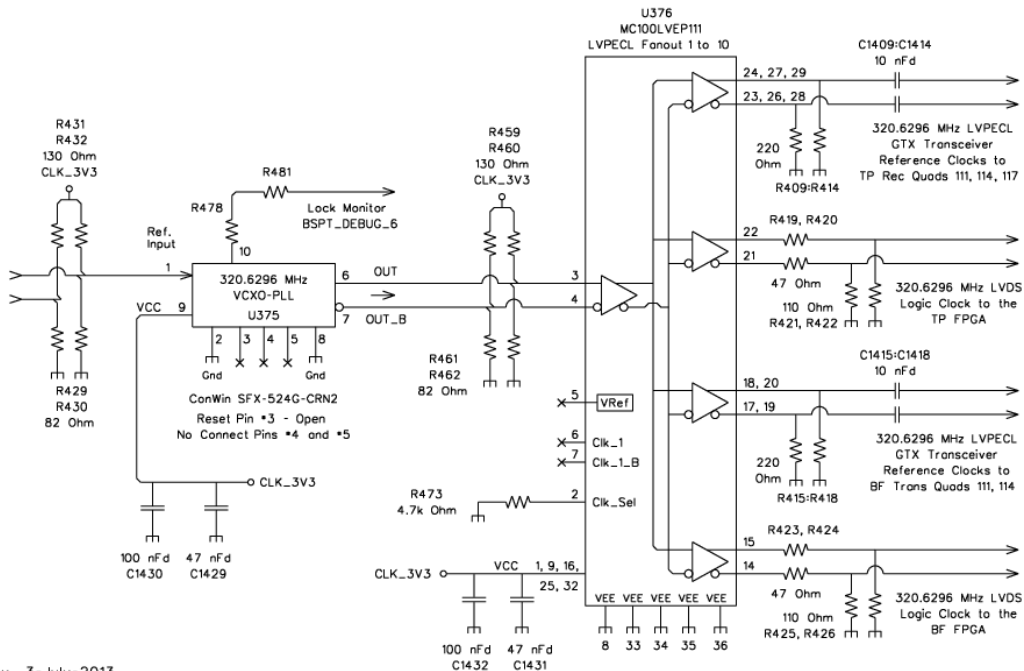 U376
MC100LVEP111
LVPECL Fanout 1 to 10
C1409:C1414
10 nFd
24, 27, 29
23, 26, 28
220
Ohm
R409:R414
320.6296 MHz LVPECL
GTX Transceiver
Reference Clocks to
TP Rec Quads 111, 114, 117
R431
R432
130 Ohm
CLK_3V3
R478
R481
Lock Monitor
BSPT_DEBUG_6
R459
R460
130 Ohm
CLK_3V3
Ref.
Input
1
10
320.6296 MHz
VCXO-PLL
U375
6
OUT
7
OUT_B
VCC
9
2
3
4
5
8
Gnd
Gnd
ConWin SFX-524G-CRN2
Reset Pin *3 - Open
No Connect Pins *4 and *5
R429
R430
82 Ohm
CLK_3V3
100 nFd
C1430
47 nFd
C1429
R461
R462
82 Ohm
3
4
22
21
R419, R420
47 Ohm
110
Ohm
R421, R422
320.6296 MHz LVDS
Logic Clock to the
TP FPGA
5
VRef
6
Clk_1
7
Clk_1_B
R473
4.7k Ohm
2
Clk_Sel
C1415:C1418
10 nFd
18, 20
17, 19
220
Ohm
R415:R418
320.6296 MHz LVPECL
GTX Transceiver
Reference Clocks to
BF Trans Quads 111, 114
CLK_3V3
VCC
1, 9, 16,
25, 32
100 nFd
C1432
47 nFd
C1431
VEE VEE VEE VEE VEE
8 33 34 35 36
15
14
R423, R424
47 Ohm
110
Ohm
R425, R426
320.6296 MHz LVDS
Logic Clock to the
BF FPGA